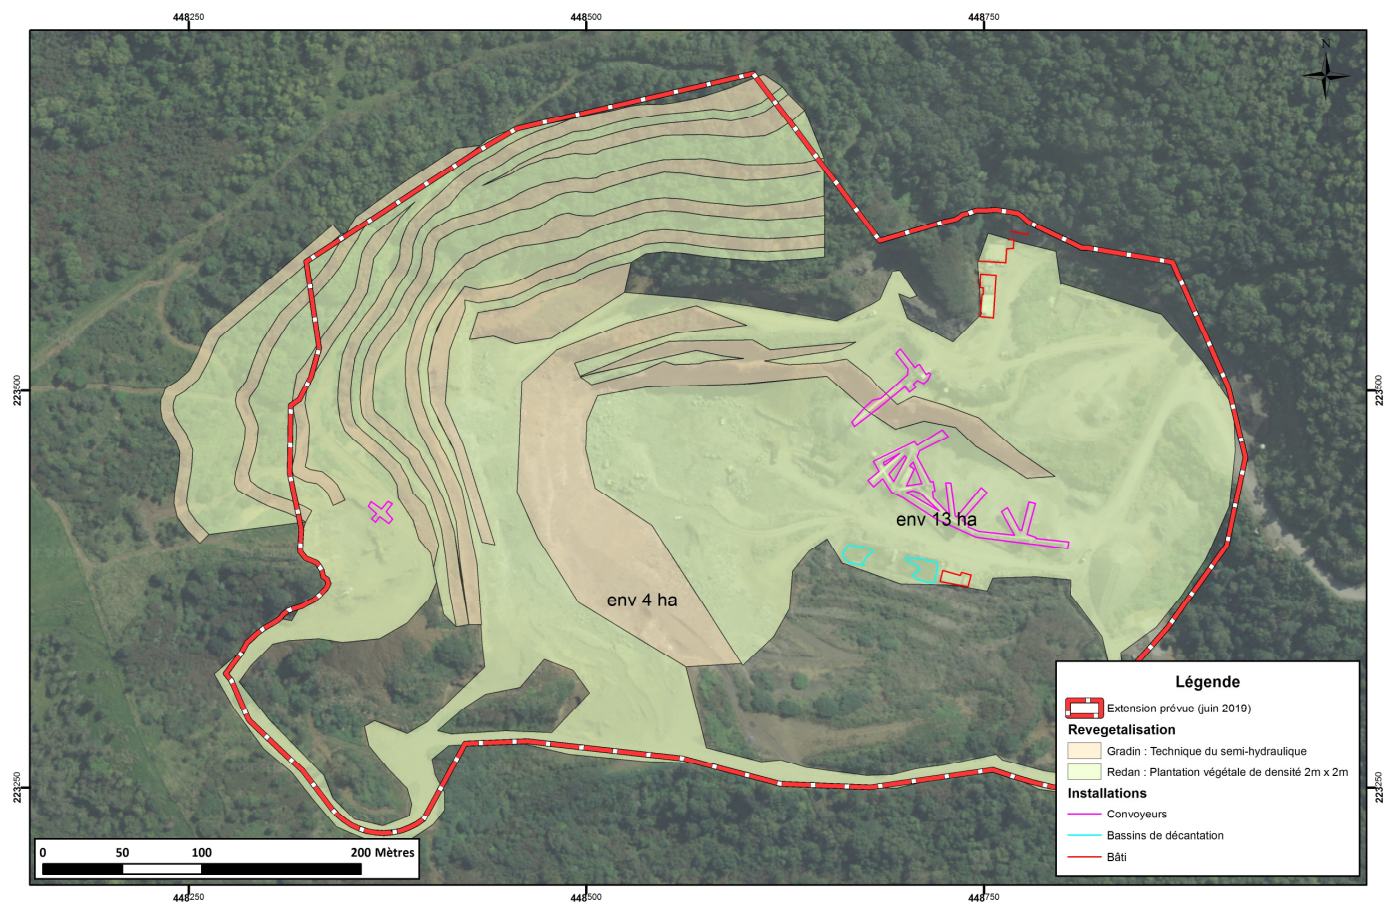 448250
448500
448750
N
223500
223500
env 13 ha
env 4 ha
223250
223250
Légende
Extension prévue (juin 2019)
Revegetalisation
Gradin : Technique du semi-hydraulique
Redan : Plantation végétale de densité 2m x 2m
Installations
Convoyeurs
Bassins de décantation
Bâti
0 50 100 200 Mètres
448250
448500
448750